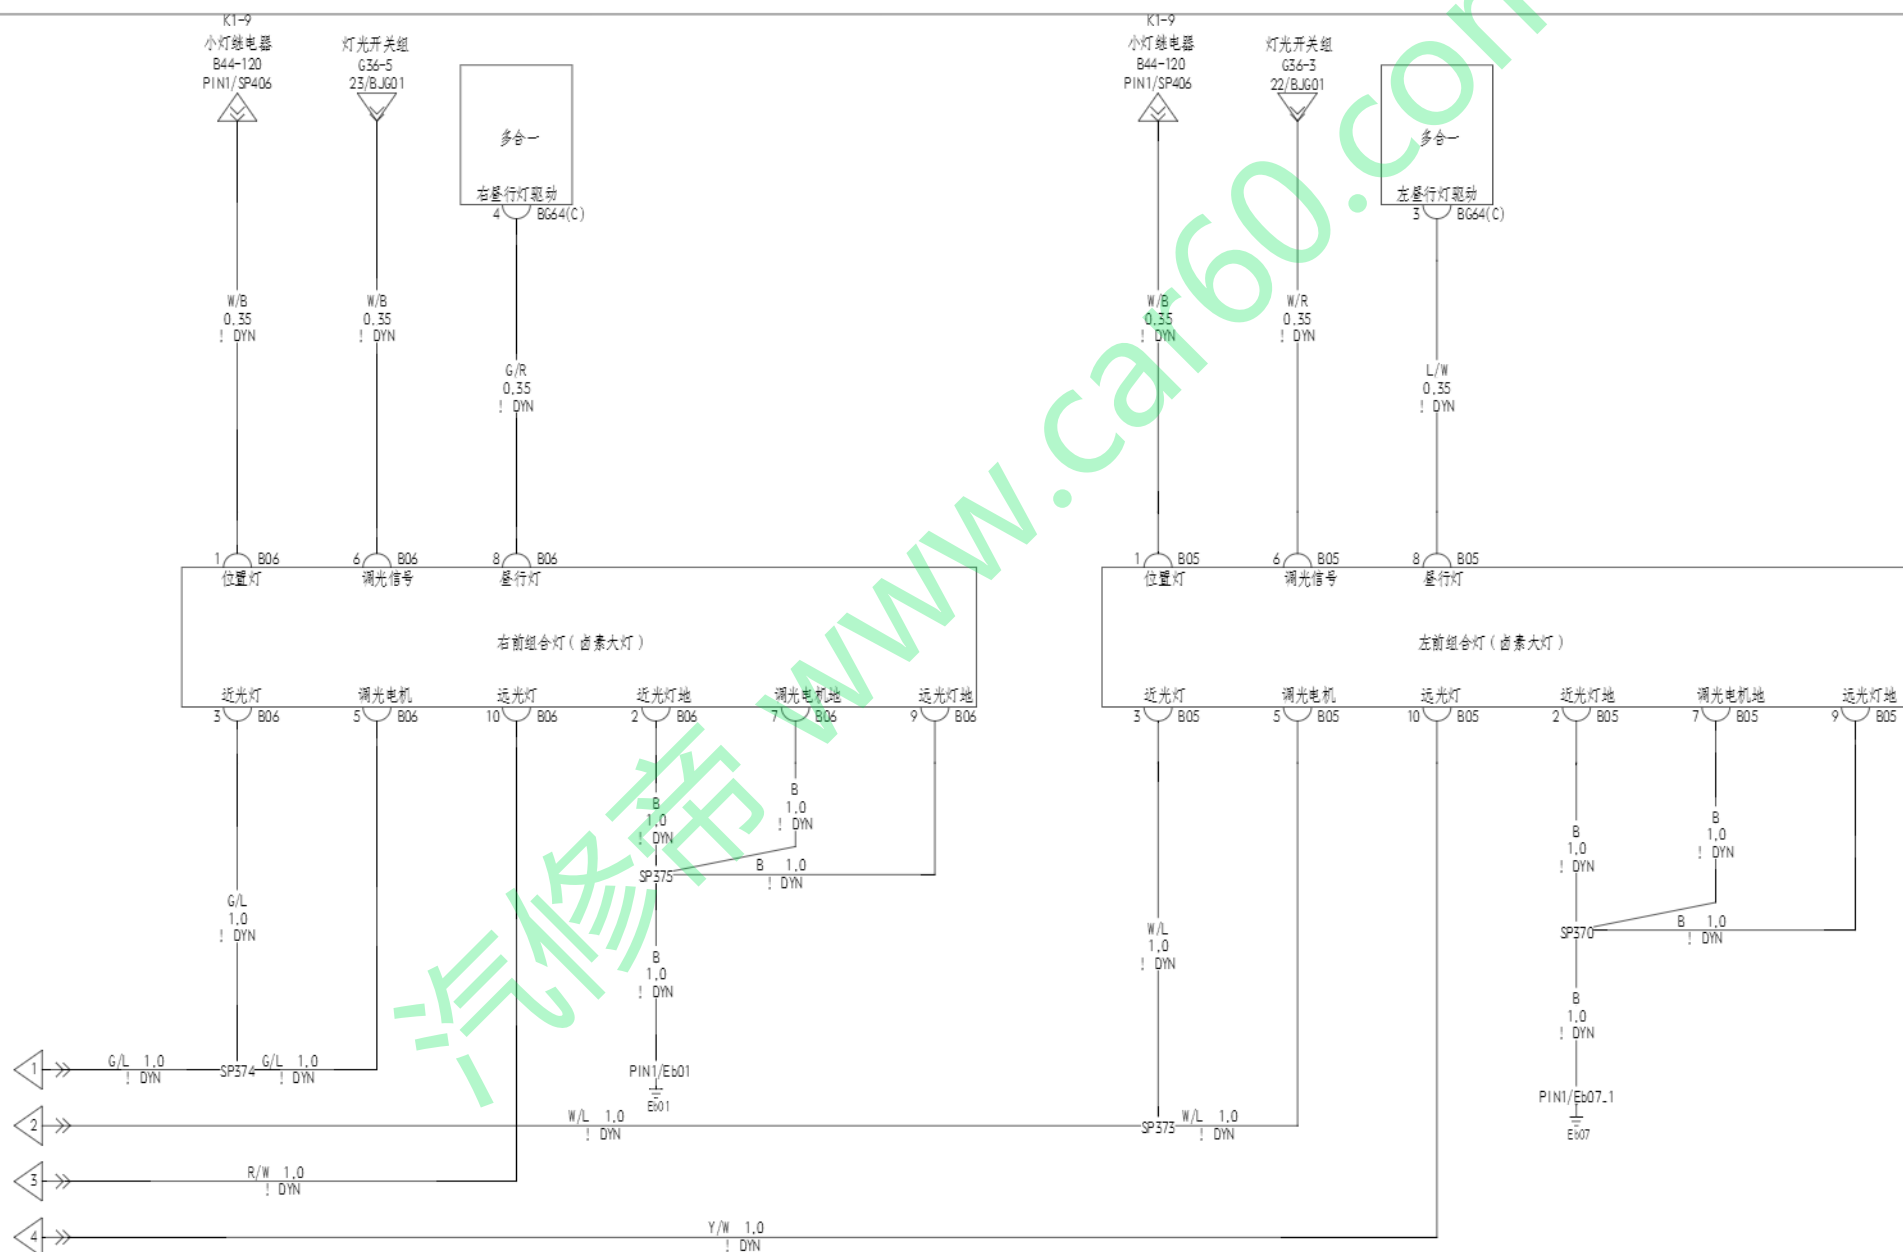 K1-9
小灯继电器
B44-120
PIN1/SP406
灯光开关组
G36-5
23/BJG01
多合一
右昼行灯驱动
4 BG64(C)
K1-9
小灯继电器
B44-120
PIN1/SP406
灯光开关组
G36-3
22/BJG01
多合一
左昼行灯驱动
3 BG64(C)
W/B
0.35
! DYN
W/B
0.35
! DYN
G/R
0.35
! DYN
W/B
0.35
! DYN
W/R
0.35
! DYN
L/W
0.35
! DYN
1 B06
6 B06
8 B06
位置灯
调光信号
昼行灯
右前组合灯(卤素大灯)
近光灯
调光电机
远光灯
近光灯地
调光电机地
远光灯地
3 B06
5 B06
10 B06
2 B06
7 B06
9 B06
1 B05
6 B05
8 B05
位置灯
调光信号
昼行灯
左前组合灯(卤素大灯)
近光灯
调光电机
远光灯
近光灯地
调光电机地
远光灯地
3 B05
5 B05
10 B05
2 B05
7 B05
9 B05
B
1.0
! DYN
B
1.0
! DYN
B 1.0
! DYN
SP375
G/L
1.0
! DYN
B
1.0
! DYN
PIN1/Eb01
Eb01
W/L
1.0
! DYN
B
1.0
! DYN
B
1.0
! DYN
B 1.0
! DYN
SP370
B
1.0
! DYN
PIN1/Eb07_1
Eb07
1
G/L 1.0
! DYN
SP374
G/L 1.0
! DYN
2
W/L 1.0
! DYN
SP373
W/L 1.0
! DYN
3
R/W 1.0
! DYN
4
Y/W 1.0
! DYN
汽修帝 www.car60.com